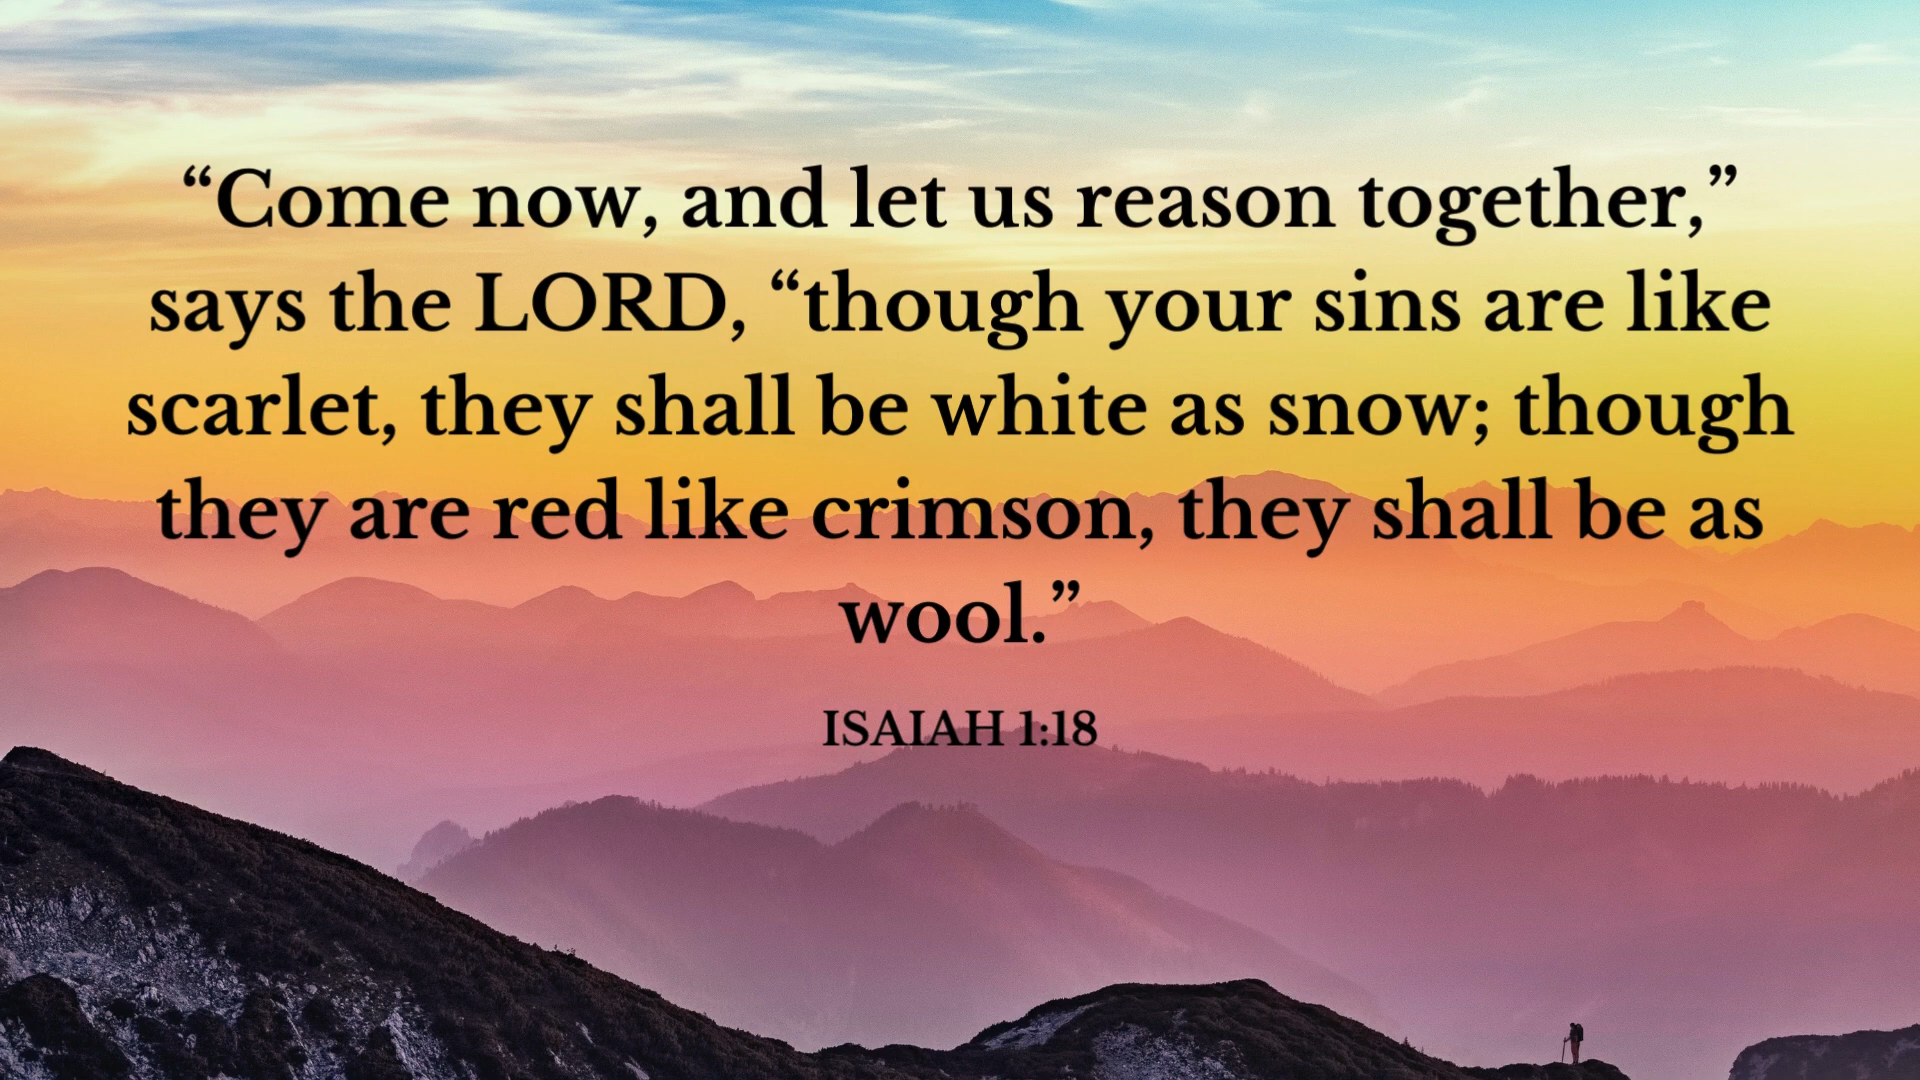 “Come now, and let us reason together,”
says the LORD, “though your sins are like
scarlet, they shall be white as snow; though
they are red like crimson, they shall be as
wool.”
ISAIAH 1:18